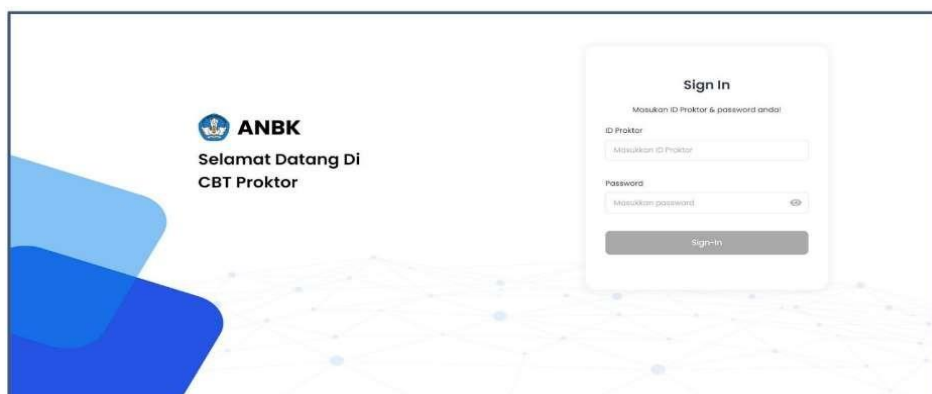 ANBK
Selamat Datang Di
CBT Proktor
Sign In
Masukan ID Proktor & password anda!
ID Proktor
Masukkan ID Proktor
Password
Masukkan password
Sign-In